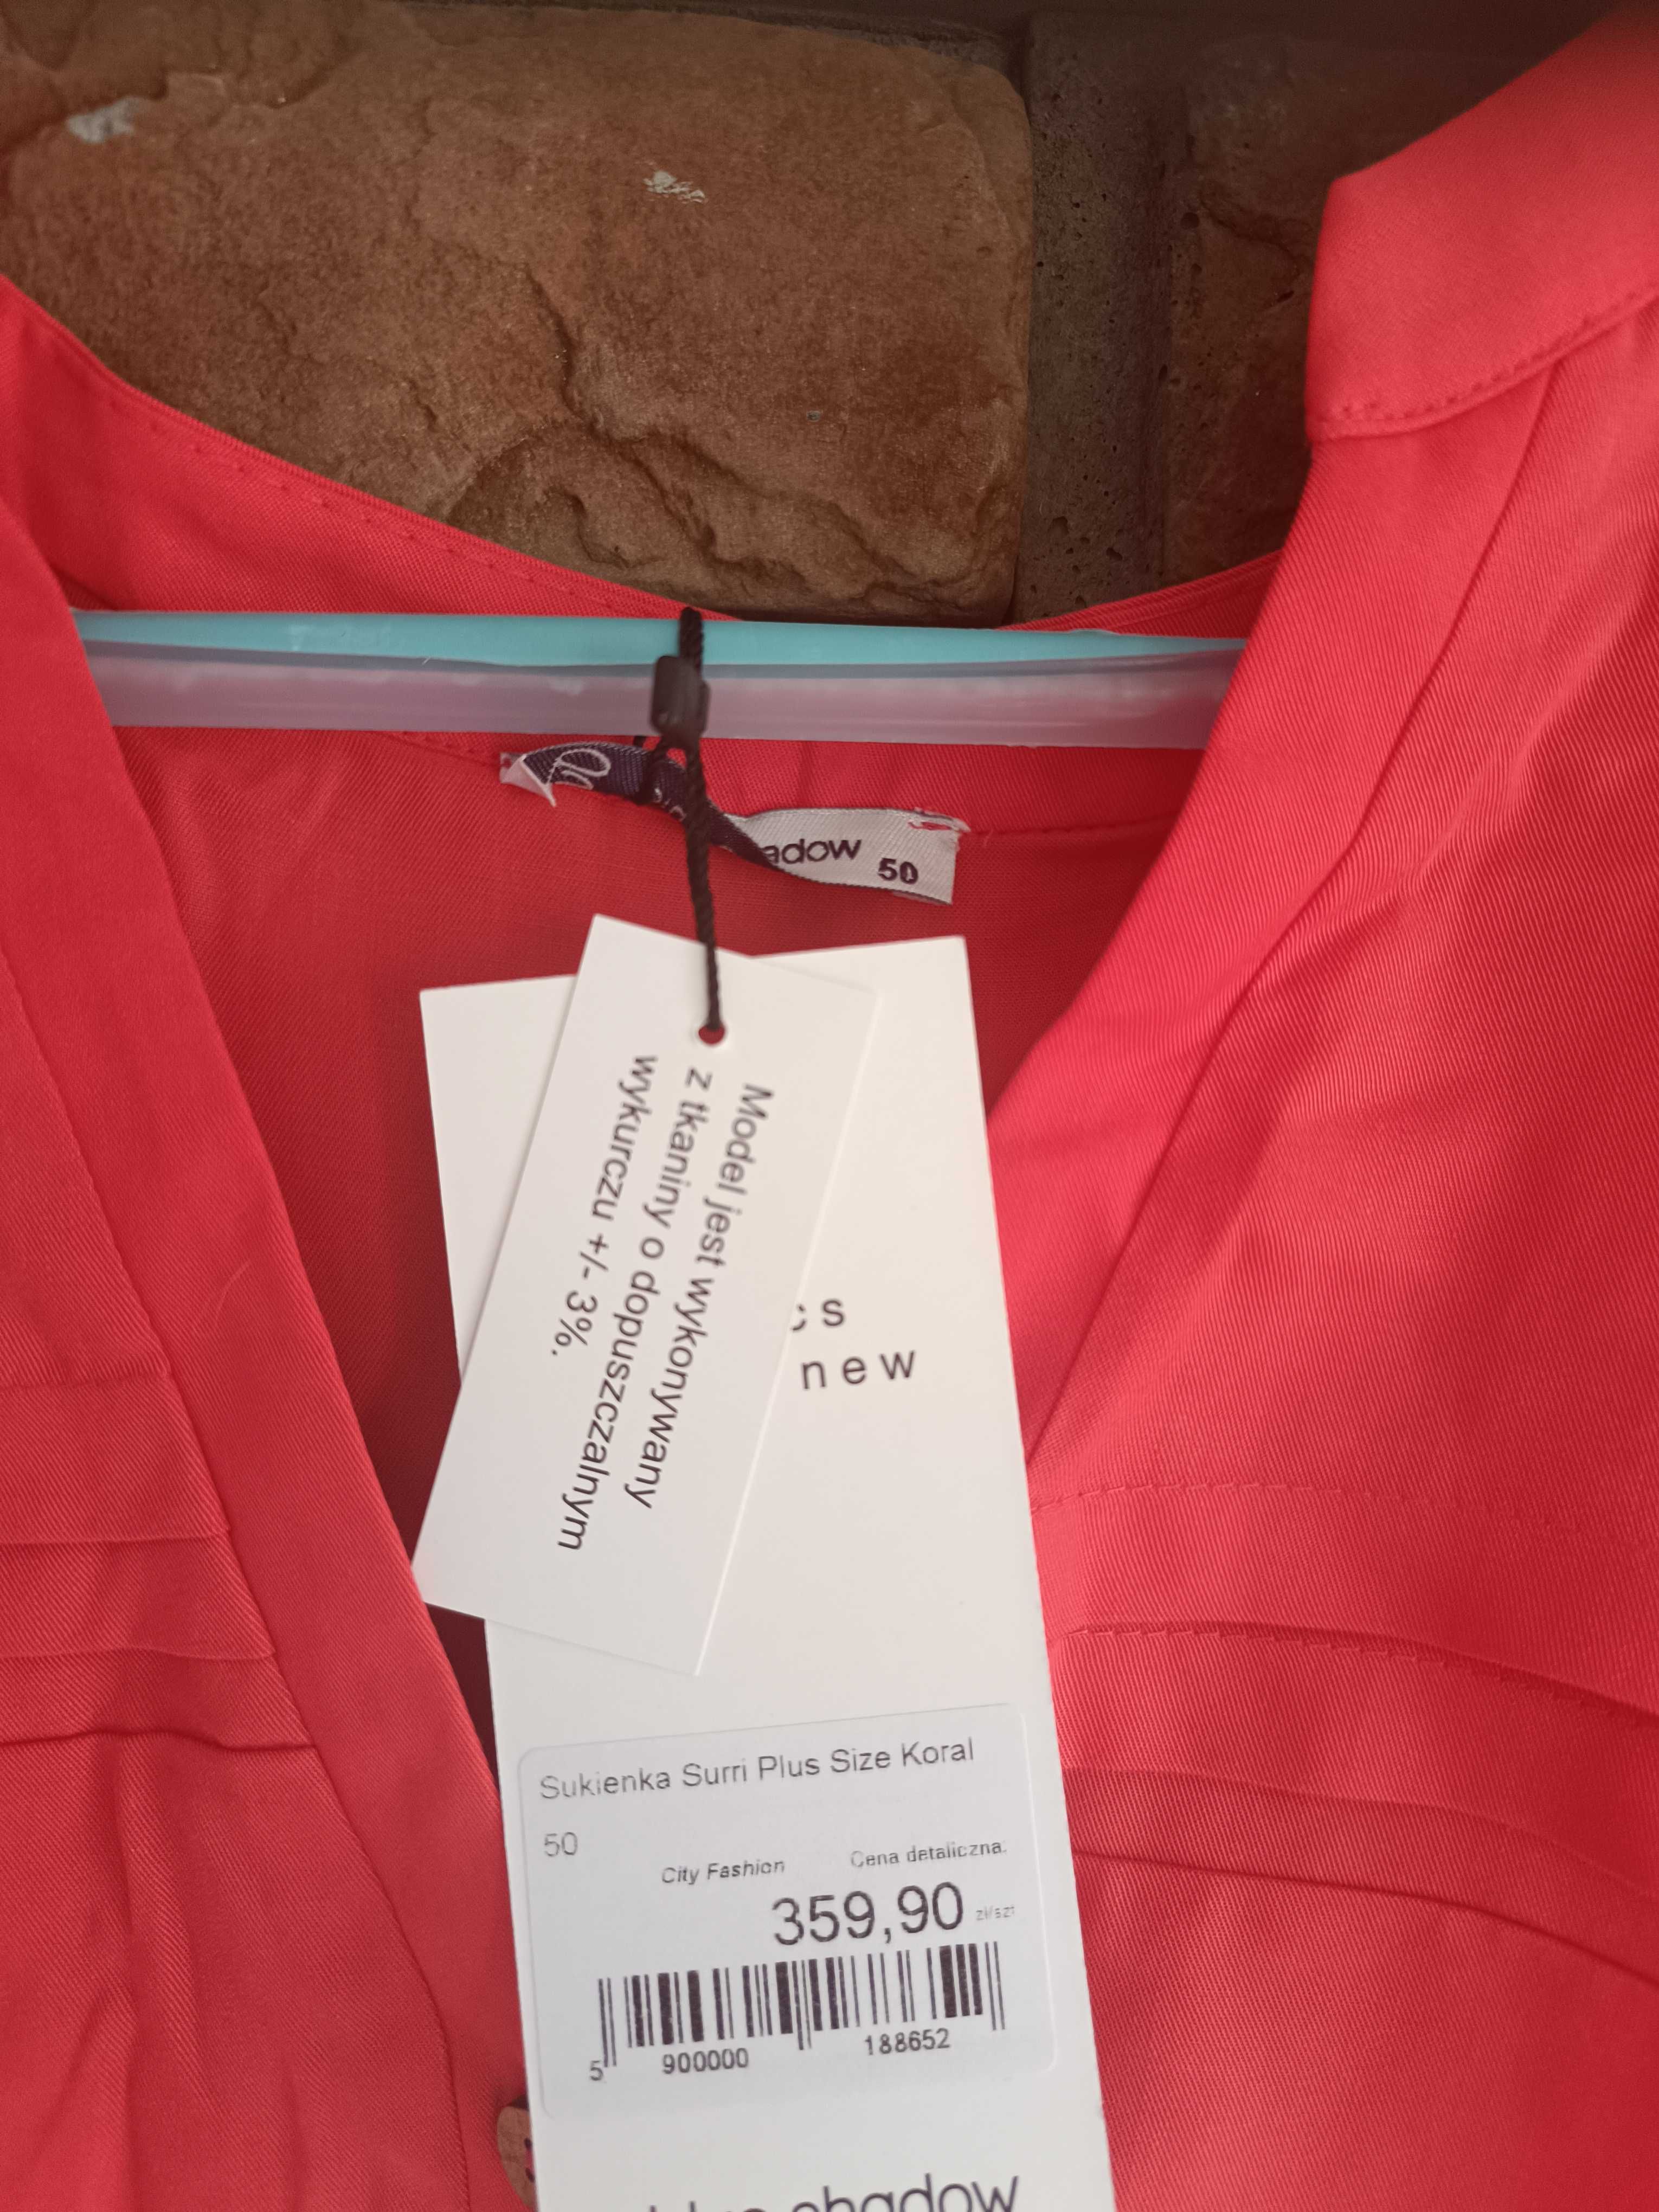 adow
50
Model jest wykonywany
z tkaniny o dopuszczalnym
wykurczu +/- 3%.
cs
new
Sukienka Surri Plus Size Koral
50
City Fashion
Cena detaliczna:
359,90 zł/szt
5 900000 188652
shadow